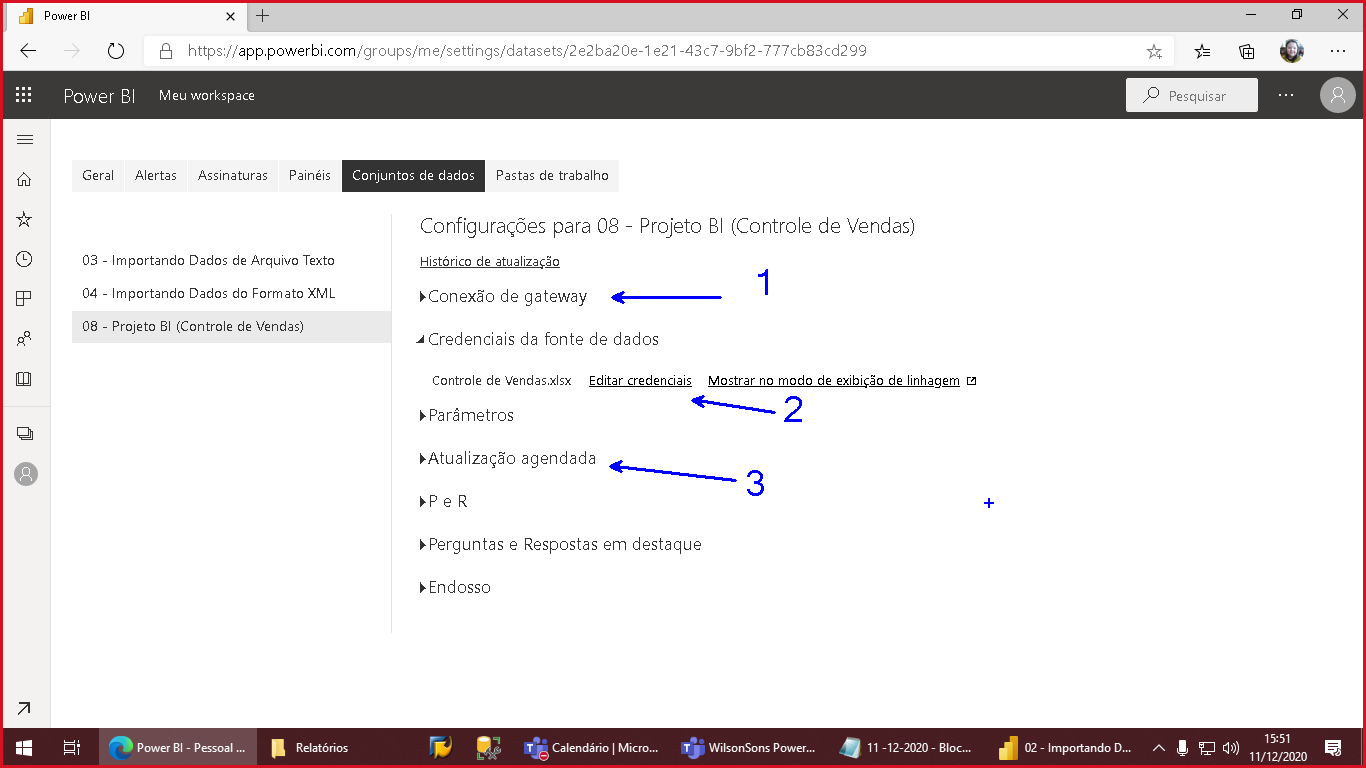 Power BI
https://app.powerbi.com/groups/me/settings/datasets/2e2ba20e-1e21-43c7-9bf2-777cb83cd299
Power BI Meu workspace Pesquisar
Geral Alertas Assinaturas Painéis Conjuntos de dados Pastas de trabalho
03 - Importando Dados de Arquivo Texto
04 - Importando Dados do Formato XML
08 - Projeto BI (Controle de Vendas)
Configurações para 08 - Projeto BI (Controle de Vendas)
Histórico de atualização
Conexão de gateway 1
Credenciais da fonte de dados
Controle de Vendas.xlsx Editar credenciais Mostrar no modo de exibição de linhagem
2
Parâmetros
Atualização agendada
3
P e R
Perguntas e Respostas em destaque
Endosso
Power BI - Pessoal ... Relatórios Calendário | Micro... WilsonSons Power... 11 -12-2020 - Bloc... 02 - Importando D... 15:51
11/12/2020